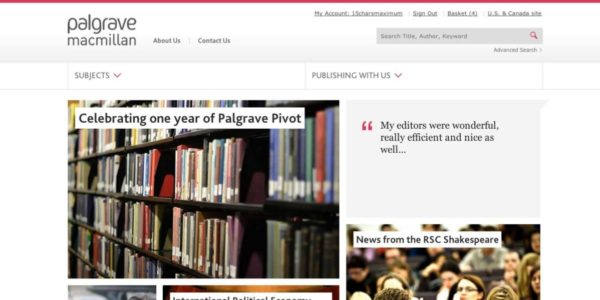 My Account: 15charsmaximum
Sign Out
Basket (4)
U.S. & Canada site
palgrave
macmillan
About Us
Contact Us
Search Title, Author, Keyword
Advanced Search
SUBJECTS
PUBLISHING WITH US
Celebrating one year of Palgrave Pivot
“ My editors were wonderful,
really efficient and nice as
well...
News from the RSC Shakespeare
International Political Economy